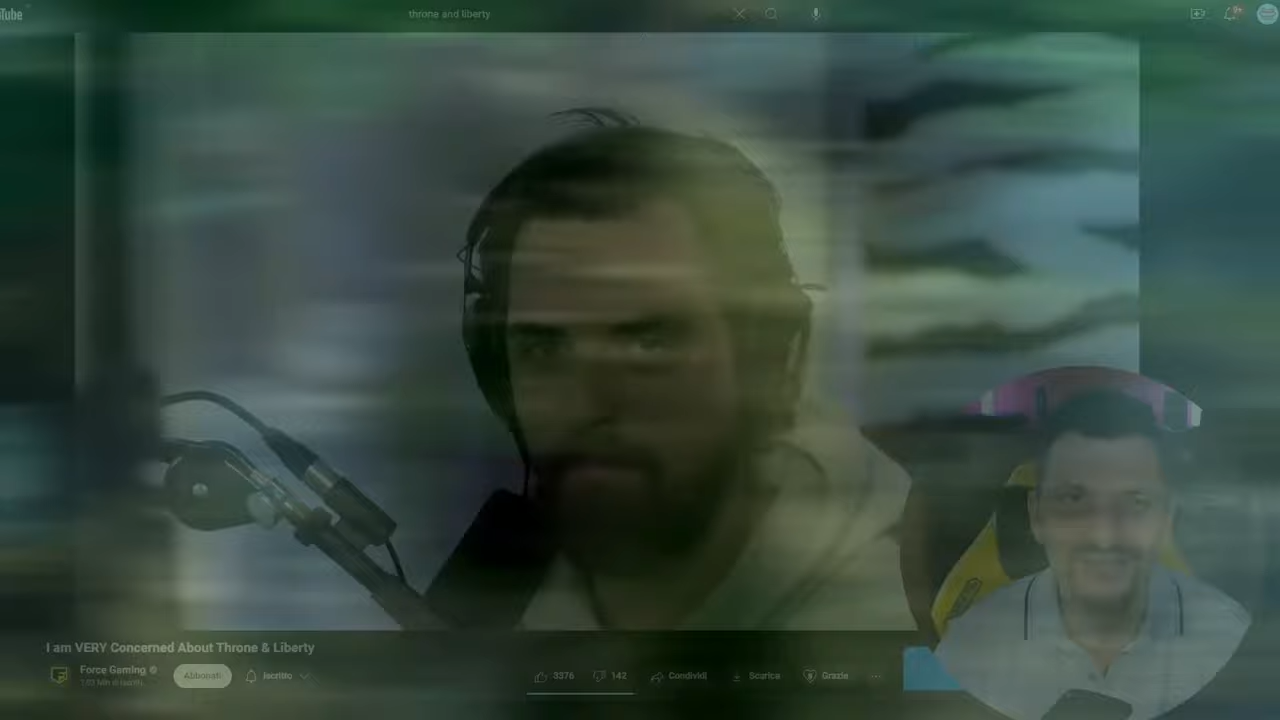 Tube
throne and liberty
9+
I am VERY Concerned About Throne & Liberty
Force Gaming
Abbonati
Iscritto
3376
142
Condividi
Scarica
Grazie